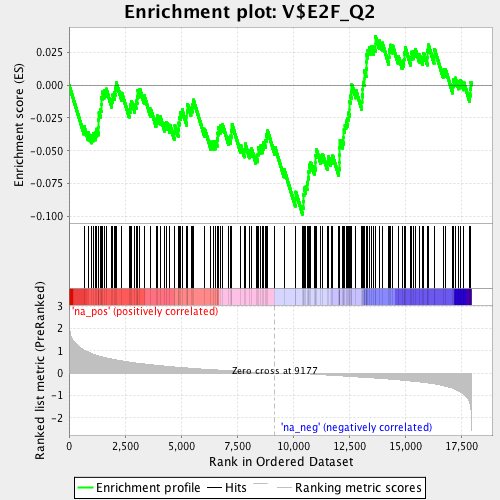 Enrichment plot: V$E2F_Q2
Enrichment score (ES)
0.025
0.000
-0.025
-0.050
-0.075
-0.100
Ranked list metric (PreRanked)
3
2
1
0
-1
-2
'na_pos' (positively correlated)
Zero cross at 9177
'na_neg' (negatively correlated)
0
2,500
5,000
7,500
10,000
12,500
15,000
17,500
Rank in Ordered Dataset
Enrichment profile
Hits
Ranking metric scores